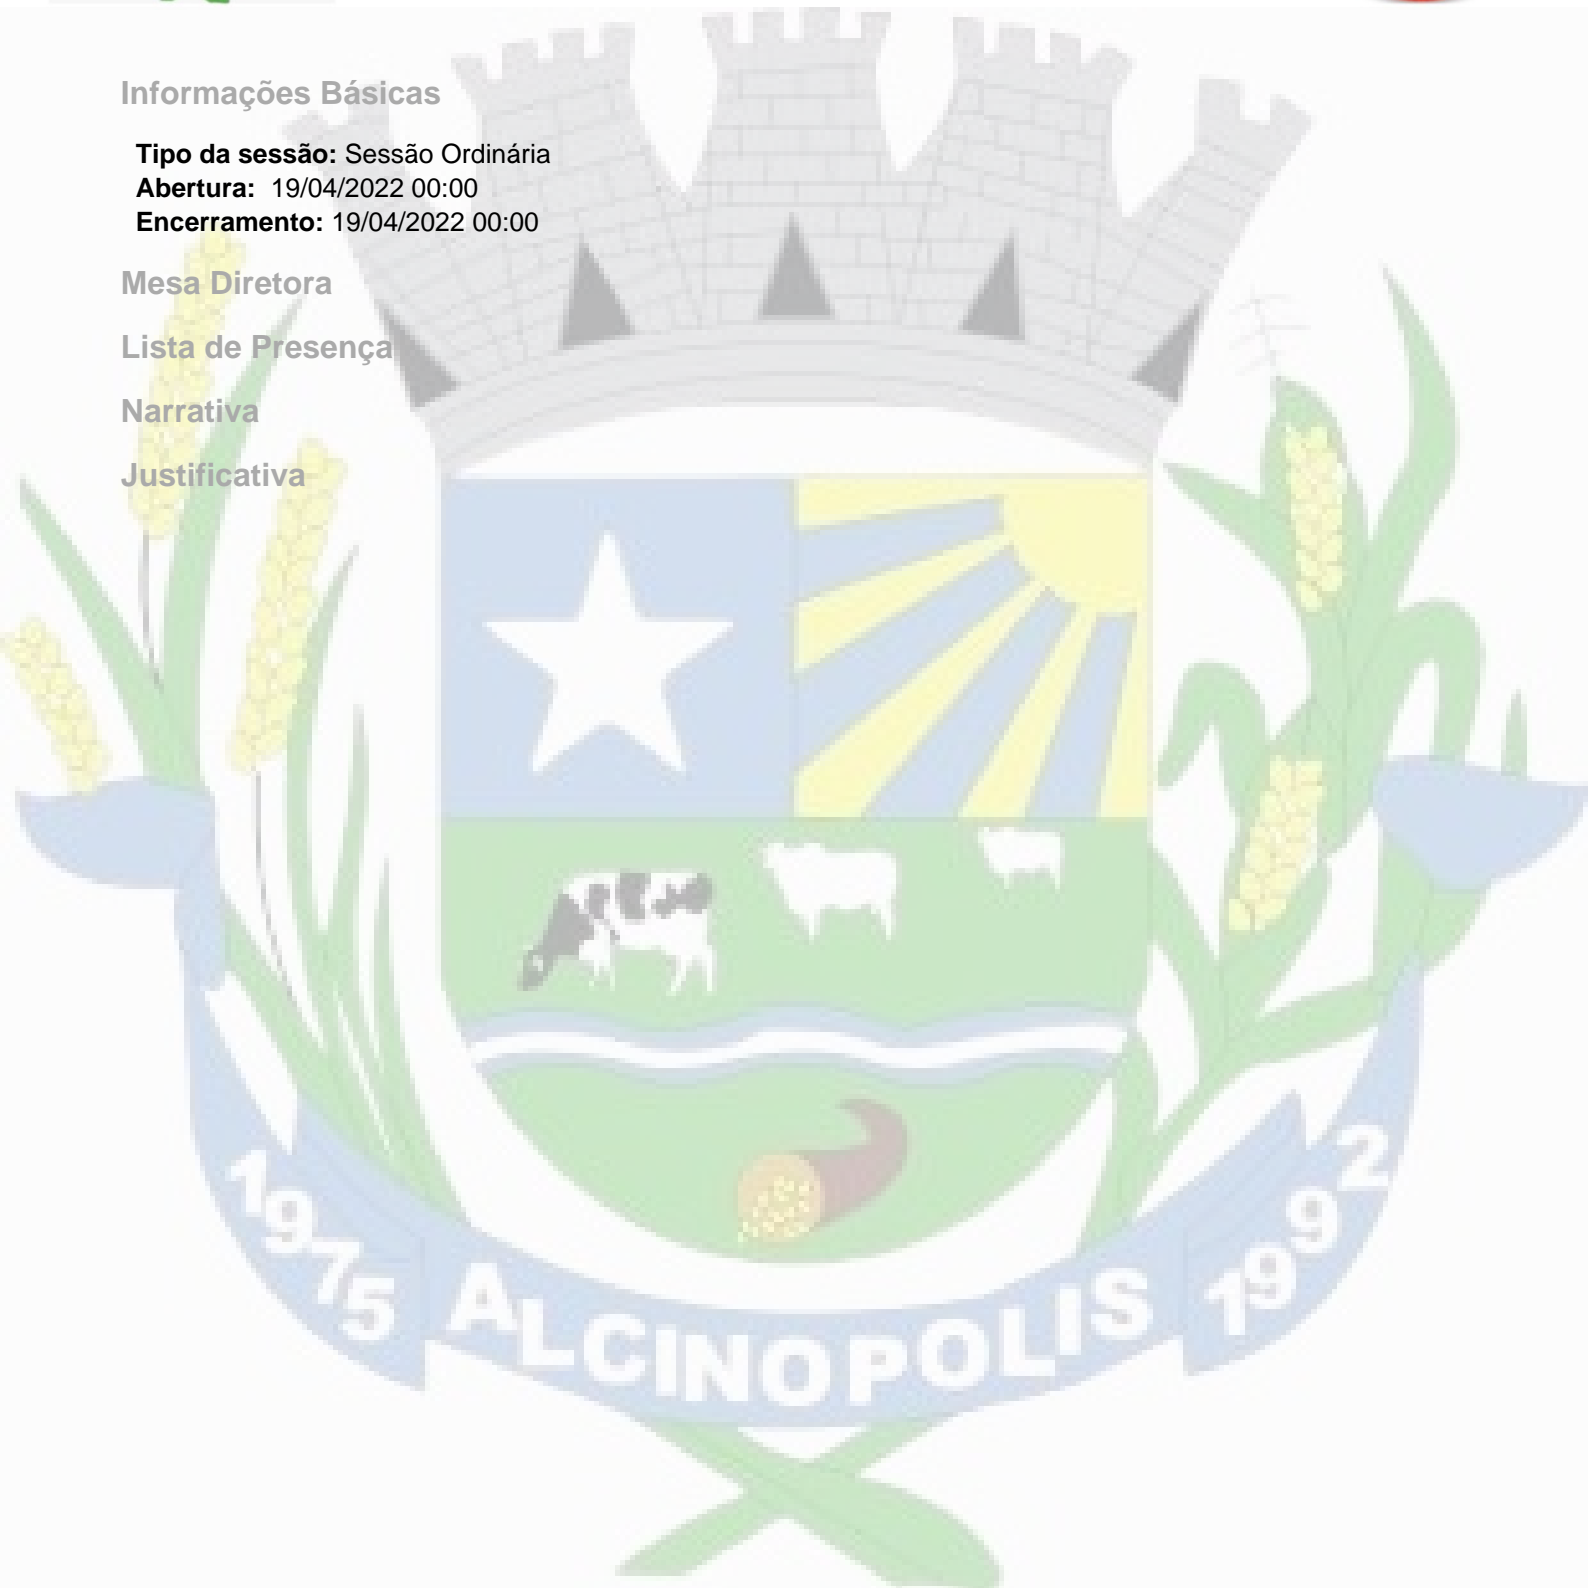 Informações Básicas
Tipo da sessão: Sessão Ordinária
Abertura: 19/04/2022 00:00
Encerramento: 19/04/2022 00:00
Mesa Diretora
Lista de Presença
Narrativa
Justificativa
1975 ALCINOPOLIS 1992